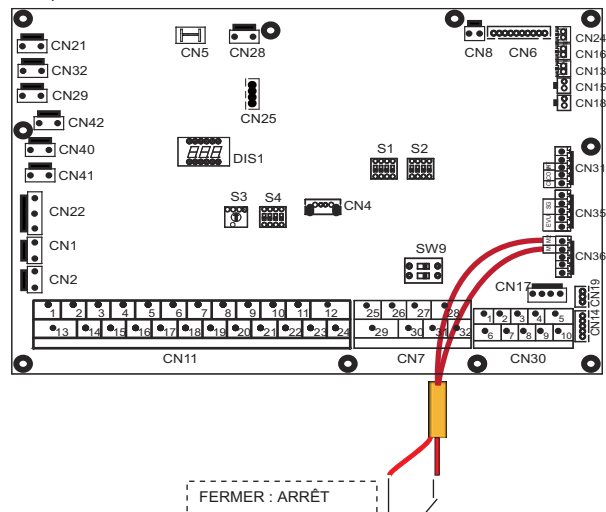 CN21
CN5
CN28
CN8
CN6
CN24
CN16
CN32
CN13
CN29
CN15
CN18
CN42
CN25
CN40
DIS1
S1
S2
CN41
CN31
CN22
S3
S4
CN4
SG
EVU
CN35
CN1
SW9
M1 M2
CN36
CN2
CN17
CN19
1 2 3 4 5 6 7 8 9 10 11 12
25 26 27 28
1 2 3 4 5
CN14
13 14 15 16 17 18 19 20 21 22 23 24
29 30 31 32
6 7 8 9 10
CN11
CN7
CN30
FERMER : ARRÊT